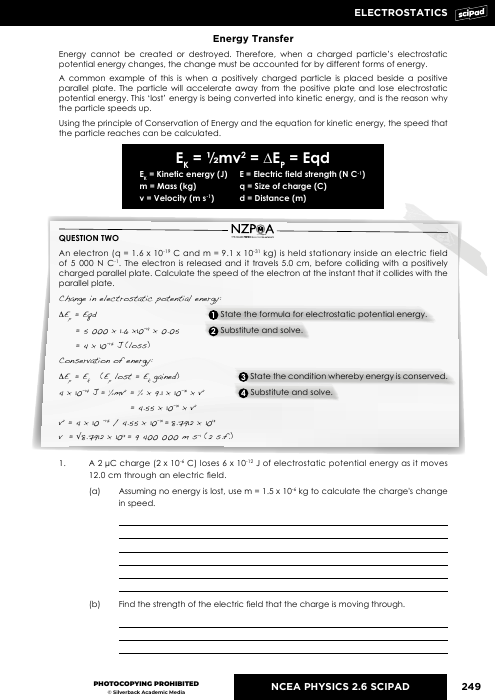 ELECTROSTATICS scipad
Energy Transfer
Energy cannot be created or destroyed. Therefore, when a charged particle's electrostatic
potential energy changes, the change must be accounted for by different forms of energy.
A common example of this is when a positively charged particle is placed beside a positive
parallel plate. The particle will accelerate away from the positive plate and lose electrostatic
potential energy. This 'lost' energy is being converted into kinetic energy, and is the reason why
the particle speeds up.
Using the principle of Conservation of Energy and the equation for kinetic energy, the speed that
the particle reaches can be calculated.
Eₖ = ½mv² = ∆Eₚ = Eqd
Eₖ = Kinetic energy (J) E = Electric field strength (N C⁻¹)
m = Mass (kg) q = Size of charge (C)
v = Velocity (m s⁻¹) d = Distance (m)
NZQA
QUESTION TWO
An electron (q = 1.6 x 10⁻¹⁹ C and m = 9.1 x 10⁻³¹ kg) is held stationary inside an electric field
of 5 000 N C⁻¹. The electron is released and it travels 5.0 cm, before colliding with a positively
charged parallel plate. Calculate the speed of the electron at the instant that it collides with the
parallel plate.
Change in electrostatic potential energy:
∆Eₚ = Eqd 1 State the formula for electrostatic potential energy.
= 5 000 x 1.6 x10⁻¹⁹ x 0.05 2 Substitute and solve.
= 4 x 10⁻¹⁷ J (loss)
Conservation of energy:
∆Eₚ = Eₖ (Eₚ lost = Eₖ gained) 3 State the condition whereby energy is conserved.
4 x 10⁻¹⁷ J = ½mv² = ½ x 9.1 x 10⁻³¹ x v² 4 Substitute and solve.
= 4.55 x 10⁻³¹ x v²
v² = 4 x 10⁻¹⁷ / 4.55 x 10⁻³¹ = 8.7912 x 10¹³
v = √8.7912 x 10¹³ = 9 400 000 m s⁻¹ (2 s.f.)
1. A 2 µC charge (2 x 10⁻⁶ C) loses 6 x 10⁻¹² J of electrostatic potential energy as it moves
12.0 cm through an electric field.
(a) Assuming no energy is lost, use m = 1.5 x 10⁻⁶ kg to calculate the charge's change
in speed.
(b) Find the strength of the electric field that the charge is moving through.
PHOTOCOPYING PROHIBITED
© Silverback Academic Media
NCEA PHYSICS 2.6 SCIPAD 249